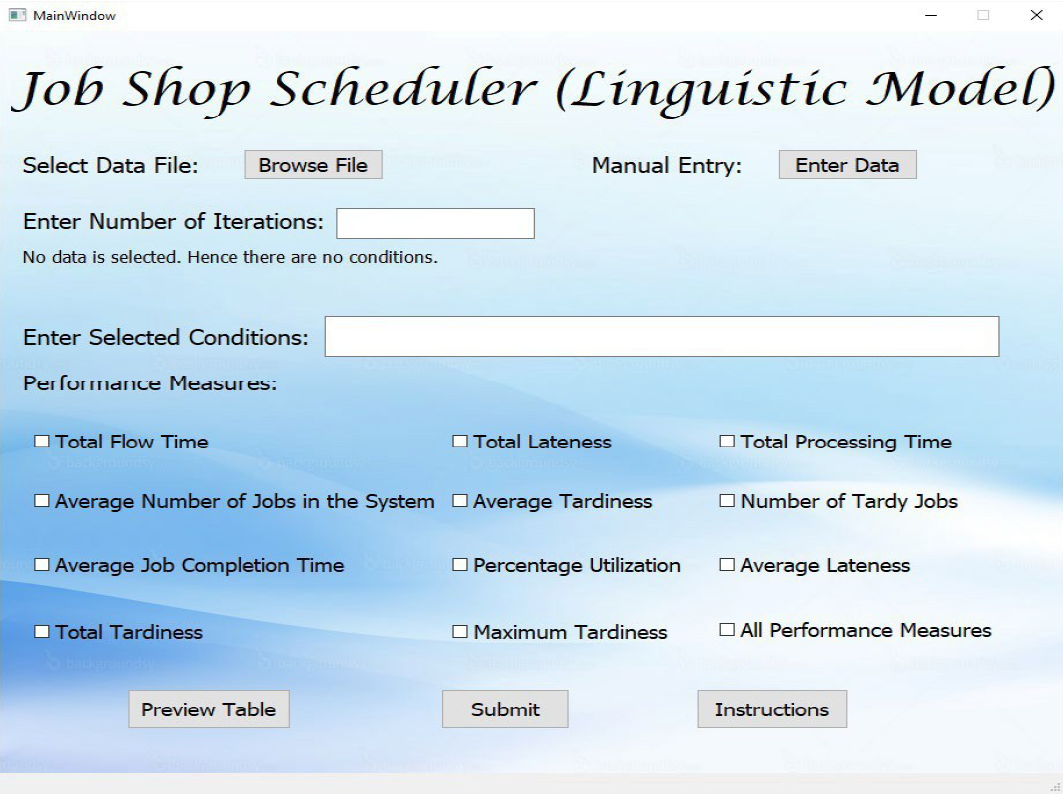 MainWindow
Job Shop Scheduler (Linguistic Model)
Select Data File: Browse File Manual Entry: Enter Data
Enter Number of Iterations:
No data is selected. Hence there are no conditions.
Enter Selected Conditions:
Performance Measures:
Total Flow Time Total Lateness Total Processing Time
Average Number of Jobs in the System Average Tardiness Number of Tardy Jobs
Average Job Completion Time Percentage Utilization Average Lateness
Total Tardiness Maximum Tardiness All Performance Measures
Preview Table Submit Instructions